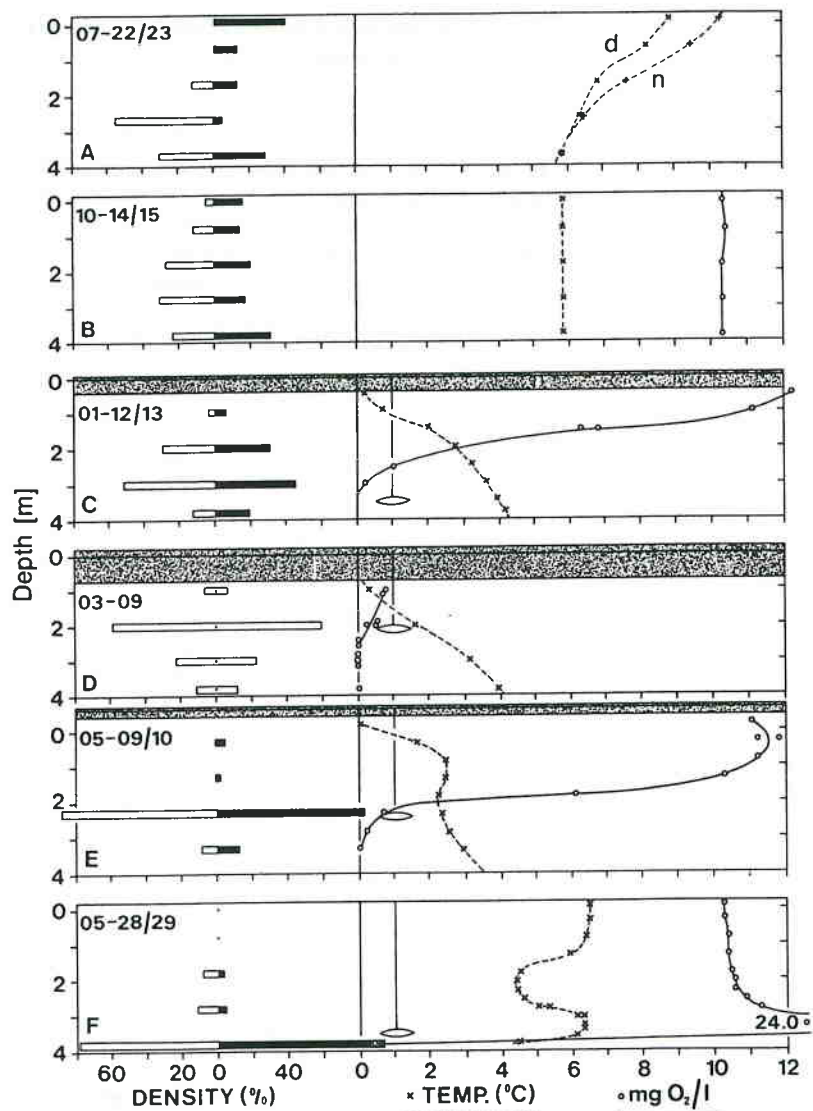 0
2
4
07-22/23
A
d
n
0
2
4
10-14/15
B
0
2
4
01-12/13
C
0
2
4
03-09
D
0
2
4
05-09/10
E
0
2
4
05-28/29
F
24.0
Depth [m]
60 20 0 40
0 2 4 6 8 10 12
DENSITY (%)
× TEMP. (°C)
o mg O₂/l